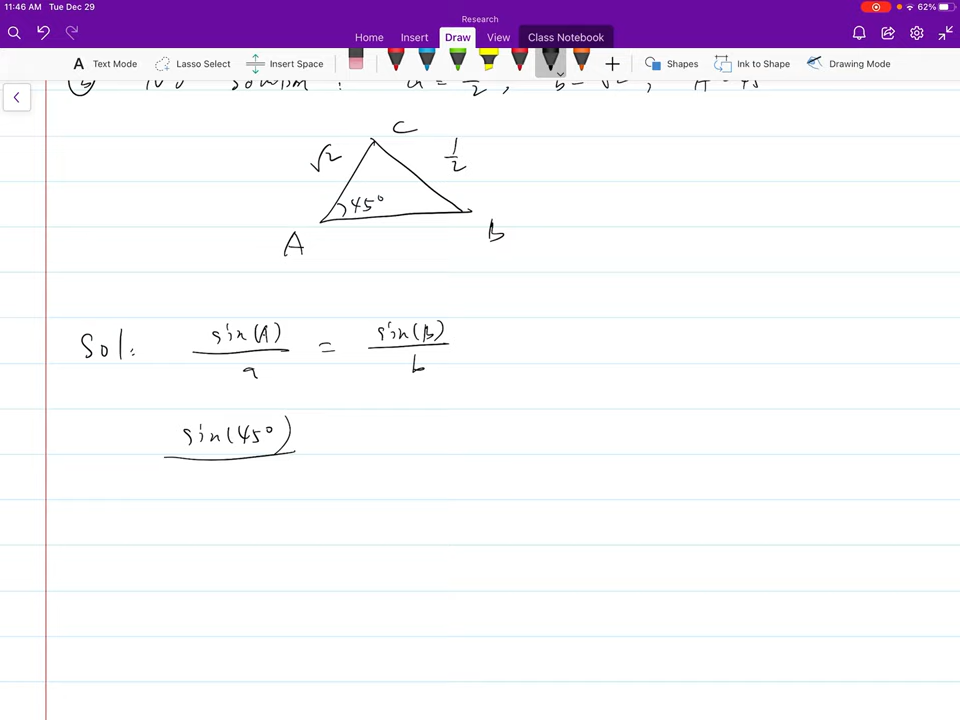 11:46 AM Tue Dec 29
62%
Research
Home Insert Draw View Class Notebook
Text Mode Lasso Select Insert Space Shapes Ink to Shape Drawing Mode
C
√2 1/2
45°
A B
Sol: sin(A)/a = sin(B)/b
sin(45°)